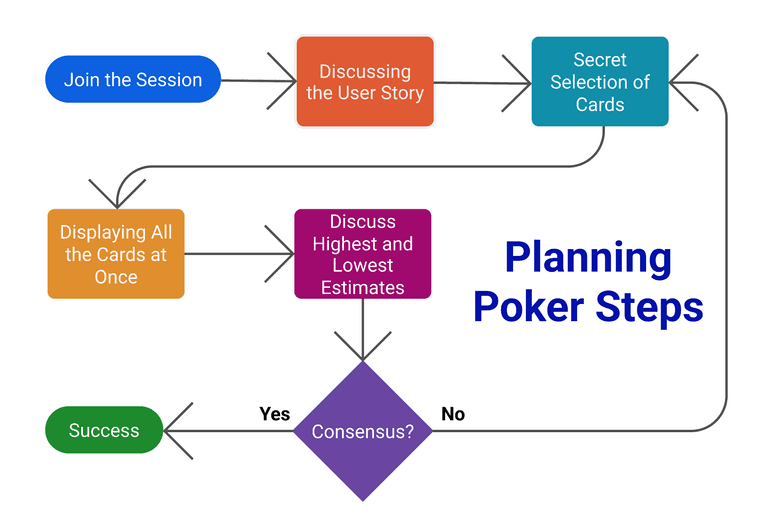 Join the Session
Discussing
the User Story
Secret
Selection of
Cards
Displaying All
the Cards at
Once
Discuss
Highest and
Lowest
Estimates
Planning
Poker Steps
Consensus?
Yes
No
Success